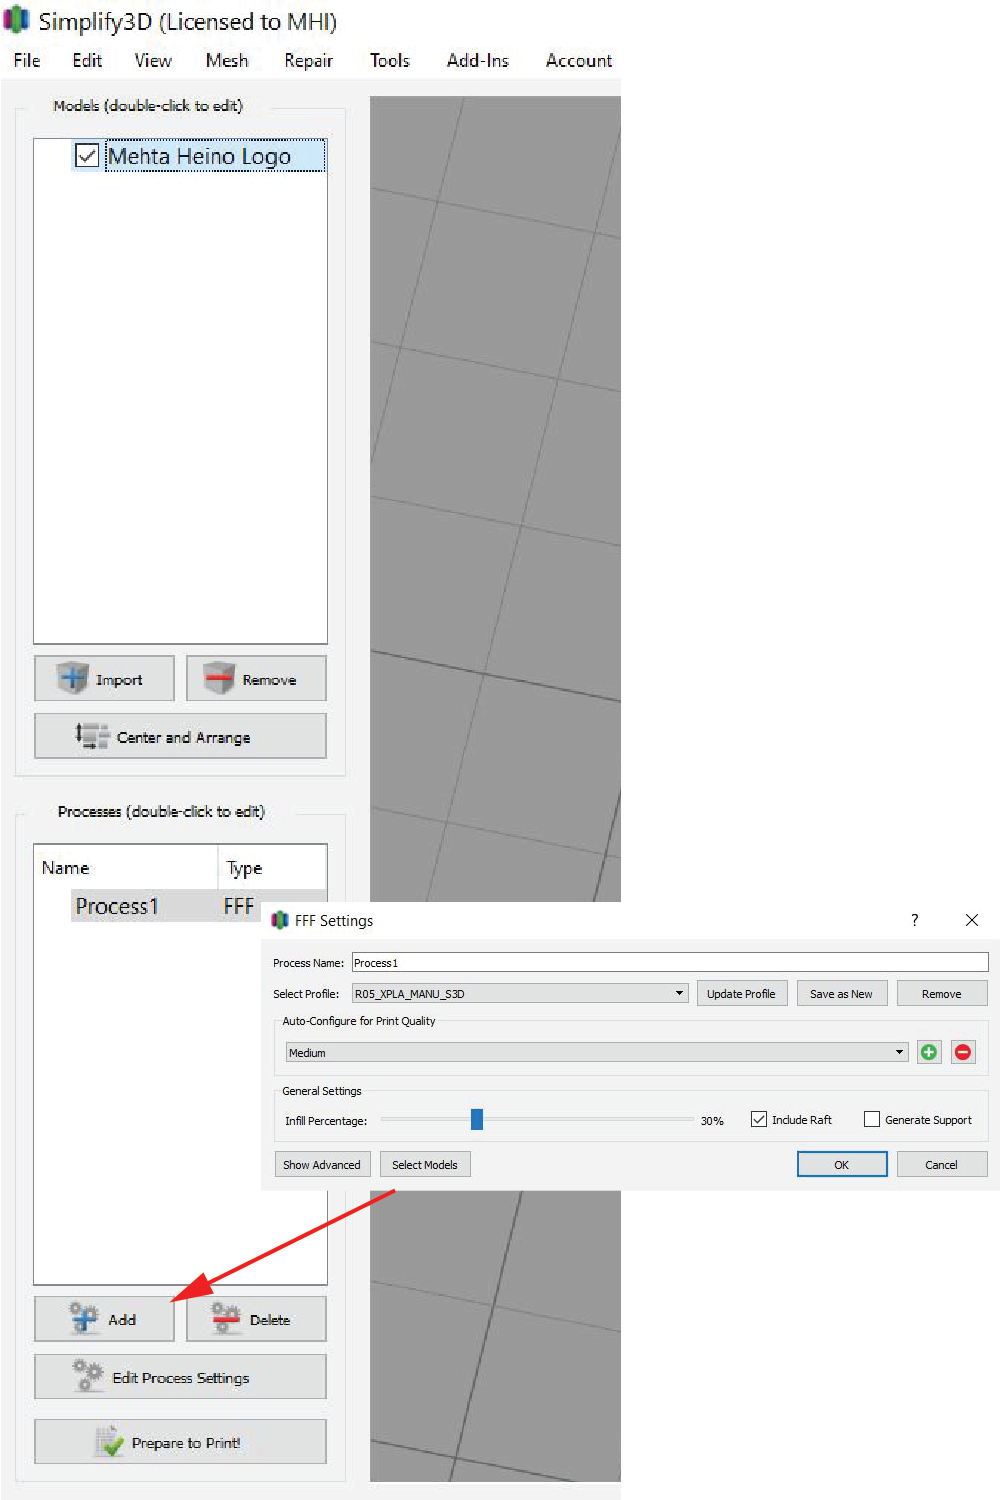 Simplify3D (Licensed to MHI)
File Edit View Mesh Repair Tools Add-Ins Account
Models (double-click to edit)
Mehta Heino Logo
Import Remove
Center and Arrange
Processes (double-click to edit)
Name Type
Process1 FFF
FFF Settings ?
Process Name: Process1
Select Profile: R05_XPLA_MANU_S3D Update Profile Save as New Remove
Auto-Configure for Print Quality
Medium
General Settings
Infill Percentage: 30% Include Raft Generate Support
Show Advanced Select Models OK Cancel
Add Delete
Edit Process Settings
Prepare to Print!